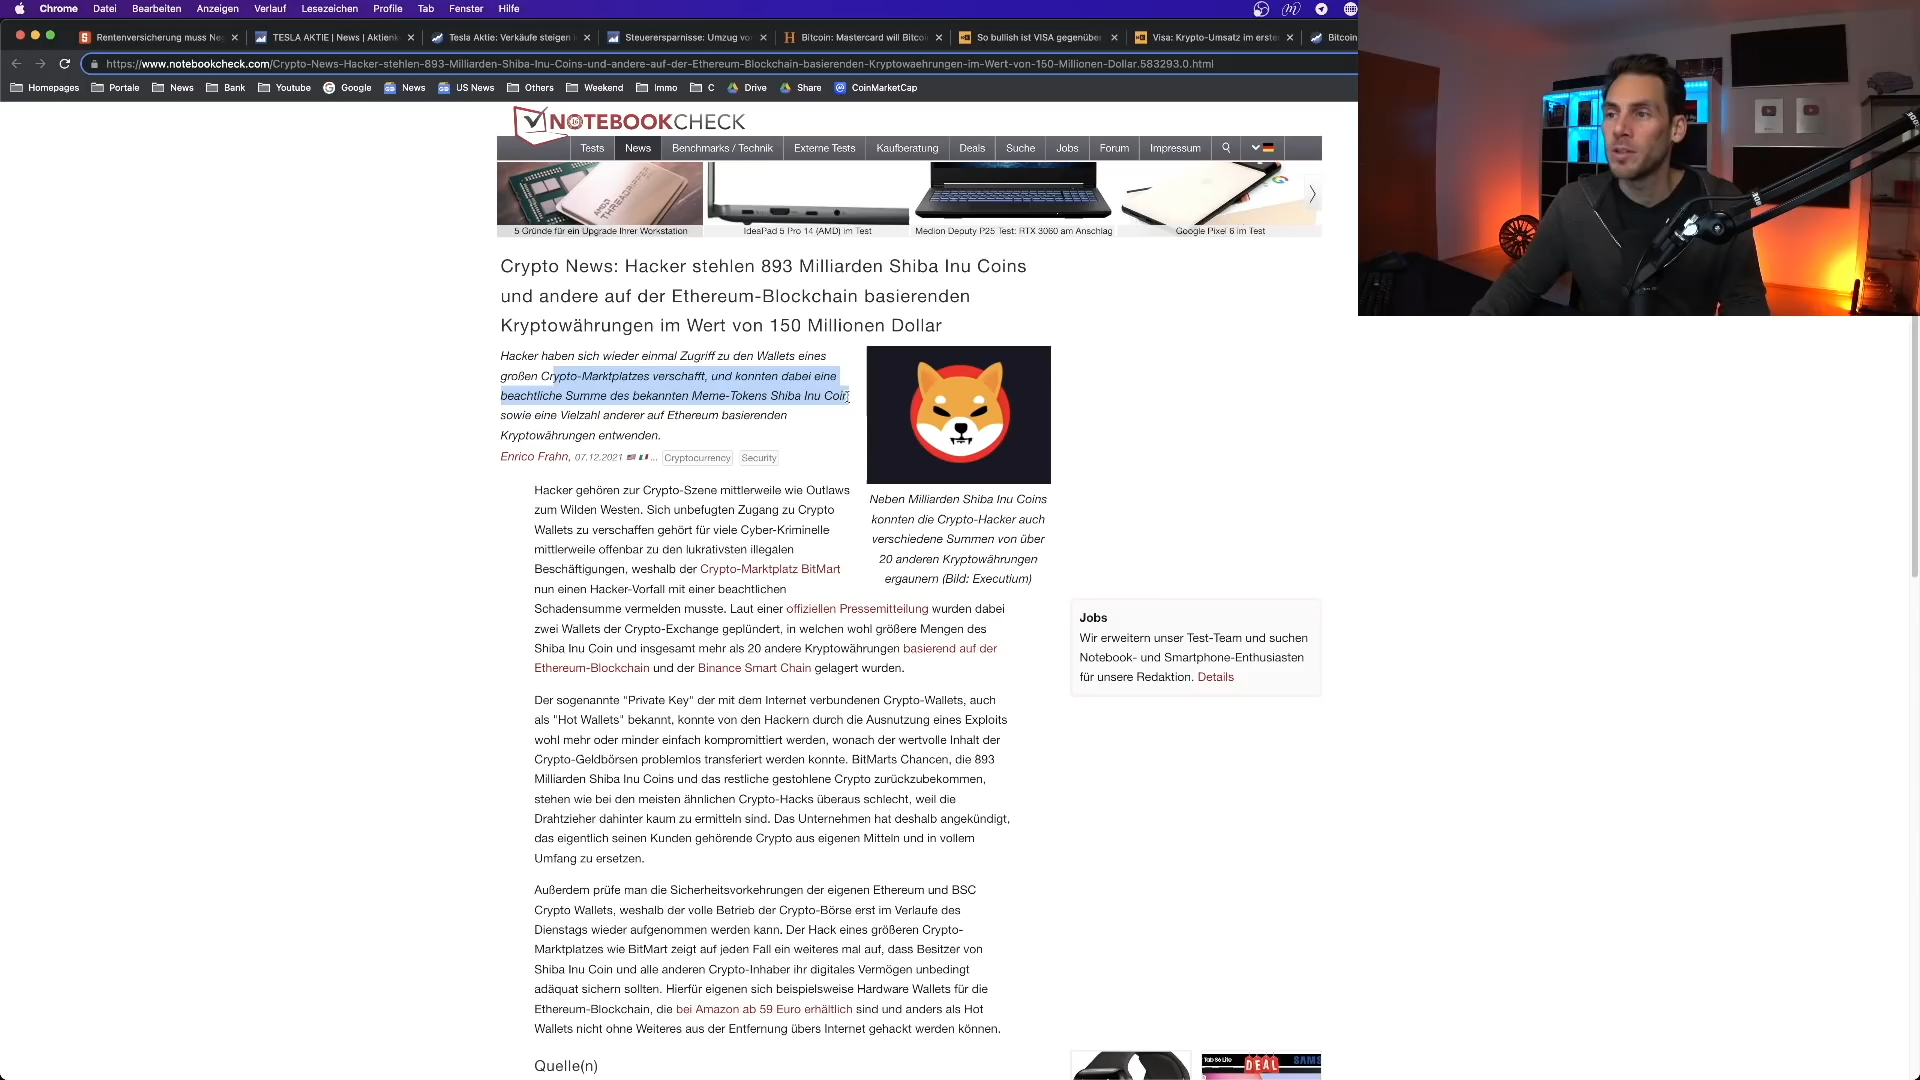 Chrome Datei Bearbeiten Anzeigen Verlauf Lesezeichen Profile Tab Fenster Hilfe
Rentenversicherung muss Ne
TESLA AKTIE | News | Aktienk
Tesla Aktie: Verkäufe steigen i
Steuerersparnisse: Umzug vo
Bitcoin: Mastercard will Bitco
So bullish ist VISA gegenübe
Visa: Krypto-Umsatz im erste
Bitcoin
https://www.notebookcheck.com/Crypto-News-Hacker-stehlen-893-Milliarden-Shiba-Inu-Coins-und-andere-auf-der-Ethereum-Blockchain-basierenden-Kryptowaehrungen-im-Wert-von-150-Millionen-Dollar.583293.0.html
Homepages Portale News Bank Youtube Google News US News Others Weekend Immo C Drive Share CoinMarketCap
NOTEBOOKCHECK
Tests News Benchmarks / Technik Externe Tests Kaufberatung Deals Suche Jobs Forum Impressum
AMD
THREADRIPPER
5 Gründe für ein Upgrade Ihrer Workstation
IdeaPad 5 Pro 14 (AMD) im Test
Medion Deputy P25 Test: RTX 3060 am Anschlag
Google Pixel 6 im Test
Crypto News: Hacker stehlen 893 Milliarden Shiba Inu Coins
und andere auf der Ethereum-Blockchain basierenden
Kryptowährungen im Wert von 150 Millionen Dollar
Hacker haben sich wieder einmal Zugriff zu den Wallets eines
großen Crypto-Marktplatzes verschafft, und konnten dabei eine
beachtliche Summe des bekannten Meme-Tokens Shiba Inu Coin
sowie eine Vielzahl anderer auf Ethereum basierenden
Kryptowährungen entwenden.
Enrico Frahn, 07.12.2021 ... Cryptocurrency Security
Neben Milliarden Shiba Inu Coins
konnten die Crypto-Hacker auch
verschiedene Summen von über
20 anderen Kryptowährungen
ergaunern (Bild: Executium)
Hacker gehören zur Crypto-Szene mittlerweile wie Outlaws
zum Wilden Westen. Sich unbefugten Zugang zu Crypto
Wallets zu verschaffen gehört für viele Cyber-Kriminelle
mittlerweile offenbar zu den lukrativsten illegalen
Beschäftigungen, weshalb der Crypto-Marktplatz BitMart
nun einen Hacker-Vorfall mit einer beachtlichen
Schadensumme vermelden musste. Laut einer offiziellen Pressemitteilung wurden dabei
zwei Wallets der Crypto-Exchange geplündert, in welchen wohl größere Mengen des
Shiba Inu Coin und insgesamt mehr als 20 andere Kryptowährungen basierend auf der
Ethereum-Blockchain und der Binance Smart Chain gelagert wurden.
Der sogenannte "Private Key" der mit dem Internet verbundenen Crypto-Wallets, auch
als "Hot Wallets" bekannt, konnte von den Hackern durch die Ausnutzung eines Exploits
wohl mehr oder minder einfach kompromittiert werden, wonach der wertvolle Inhalt der
Crypto-Geldbörsen problemlos transferiert werden konnte. BitMarts Chancen, die 893
Milliarden Shiba Inu Coins und das restliche gestohlene Crypto zurückzubekommen,
stehen wie bei den meisten ähnlichen Crypto-Hacks überaus schlecht, weil die
Drahtzieher dahinter kaum zu ermitteln sind. Das Unternehmen hat deshalb angekündigt,
das eigentlich seinen Kunden gehörende Crypto aus eigenen Mitteln und in vollem
Umfang zu ersetzen.
Außerdem prüfe man die Sicherheitsvorkehrungen der eigenen Ethereum und BSC
Crypto Wallets, weshalb der volle Betrieb der Crypto-Börse erst im Verlaufe des
Dienstags wieder aufgenommen werden kann. Der Hack eines größeren Crypto-
Marktplatzes wie BitMart zeigt auf jeden Fall ein weiteres mal auf, dass Besitzer von
Shiba Inu Coin und alle anderen Crypto-Inhaber ihr digitales Vermögen unbedingt
adäquat sichern sollten. Hierfür eigenen sich beispielsweise Hardware Wallets für die
Ethereum-Blockchain, die bei Amazon ab 59 Euro erhältlich sind und anders als Hot
Wallets nicht ohne Weiteres aus der Entfernung übers Internet gehackt werden können.
Quelle(n)
Jobs
Wir erweitern unser Test-Team und suchen
Notebook- und Smartphone-Enthusiasten
für unsere Redaktion. Details
Tab S6 Lite
DEAL
SAMS